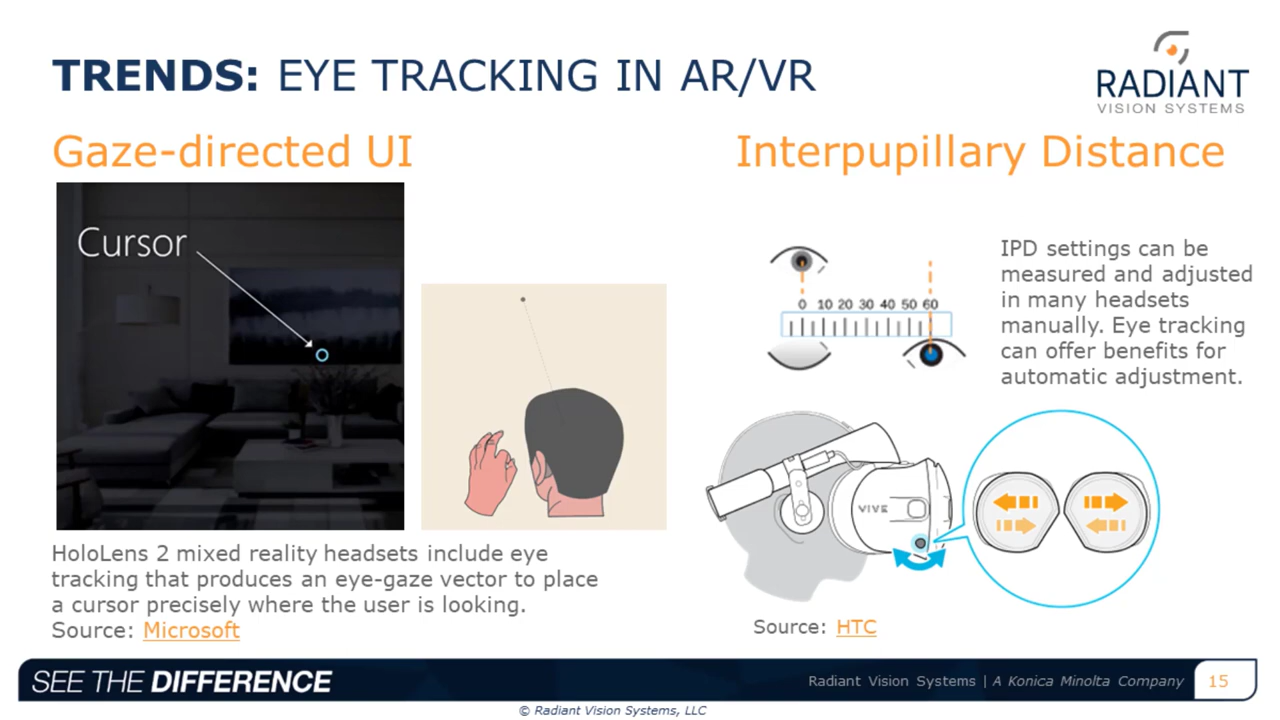 TRENDS: EYE TRACKING IN AR/VR
RADIANT
VISION SYSTEMS
Gaze-directed UI
Cursor
HoloLens 2 mixed reality headsets include eye
tracking that produces an eye-gaze vector to place
a cursor precisely where the user is looking.
Source: Microsoft
Interpupillary Distance
0 10 20 30 40 50 60
IPD settings can be
measured and adjusted
in many headsets
manually. Eye tracking
can offer benefits for
automatic adjustment.
VIVE
Source: HTC
SEE THE DIFFERENCE
Radiant Vision Systems | A Konica Minolta Company
15
© Radiant Vision Systems, LLC